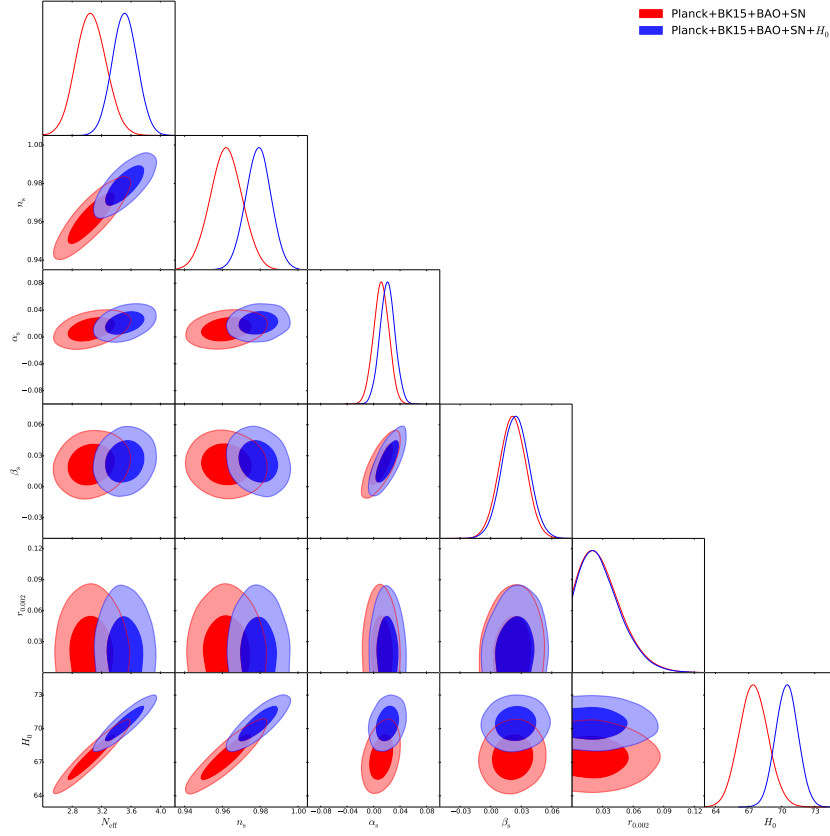 Planck+BK15+BAO+SN
Planck+BK15+BAO+SN+H₀
1.00
0.98
0.96
0.94
nₛ
0.08
0.04
0.00
−0.04
−0.08
αₛ
0.06
0.03
0.00
−0.03
βₛ
0.12
0.09
0.06
0.03
r₀.₀₀₂
73
70
67
63
H₀
2.8 3.2 3.6 4.0
0.94 0.96 0.98 1.00
−0.08 −0.04 0.00 0.04 0.08
−0.03 0.00 0.03 0.06
0.03 0.06 0.09 0.12
64 67 70 73
N_eff nₛ αₛ βₛ r₀.₀₀₂ H₀